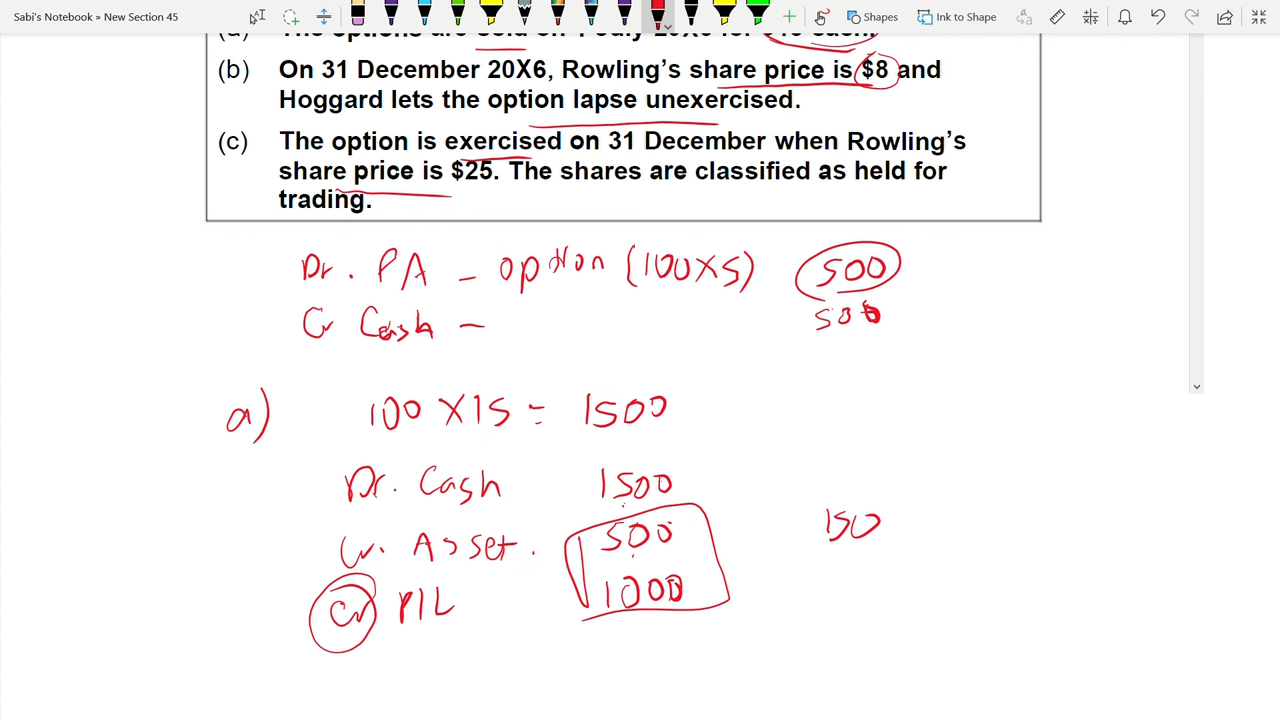 Sabi's Notebook » New Section 45
Shapes
Ink to Shape
(b) On 31 December 20X6, Rowling's share price is $8 and
Hoggard lets the option lapse unexercised.
(c) The option is exercised on 31 December when Rowling's
share price is $25. The shares are classified as held for
trading.
Dr. FA - option (100X5) 500
Cr Cash - 500
a) 100 X 15 = 1500
Dr. Cash 1500
Cr. Asset. 500
150
Cr P/L 1000